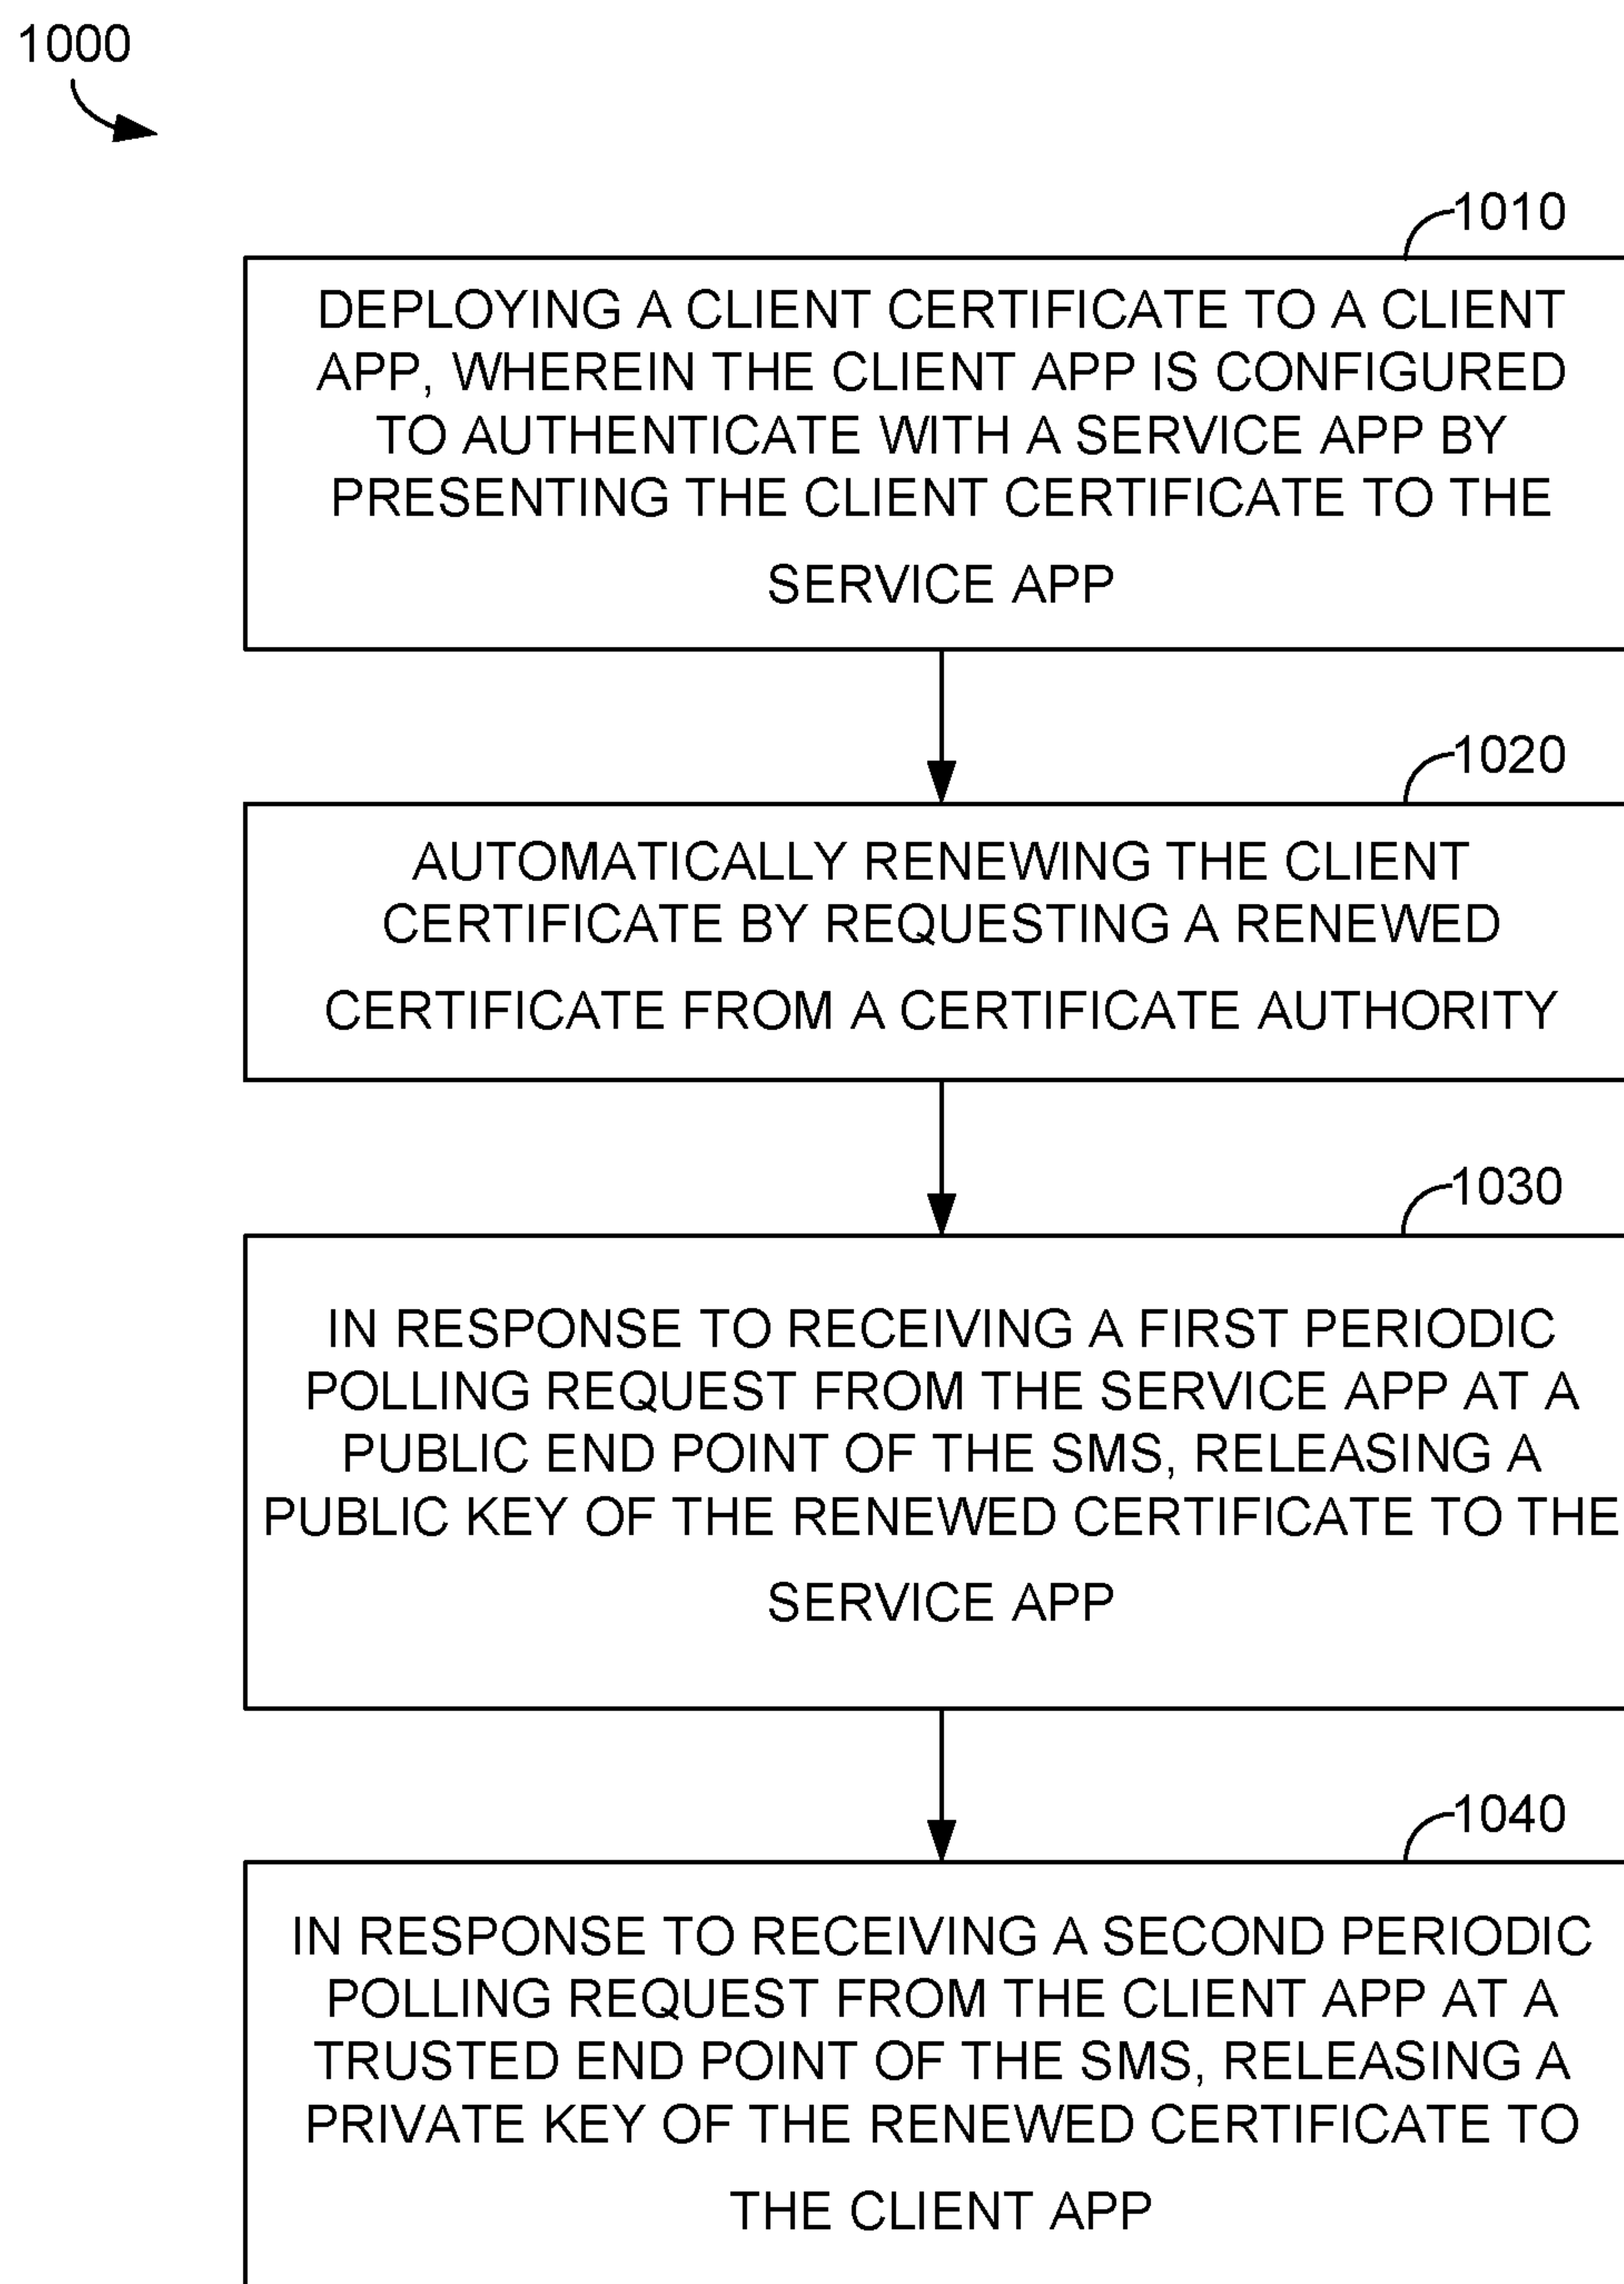 1000
1010
DEPLOYING A CLIENT CERTIFICATE TO A CLIENT
APP, WHEREIN THE CLIENT APP IS CONFIGURED
TO AUTHENTICATE WITH A SERVICE APP BY
PRESENTING THE CLIENT CERTIFICATE TO THE
SERVICE APP
1020
AUTOMATICALLY RENEWING THE CLIENT
CERTIFICATE BY REQUESTING A RENEWED
CERTIFICATE FROM A CERTIFICATE AUTHORITY
1030
IN RESPONSE TO RECEIVING A FIRST PERIODIC
POLLING REQUEST FROM THE SERVICE APP AT A
PUBLIC END POINT OF THE SMS, RELEASING A
PUBLIC KEY OF THE RENEWED CERTIFICATE TO THE
SERVICE APP
1040
IN RESPONSE TO RECEIVING A SECOND PERIODIC
POLLING REQUEST FROM THE CLIENT APP AT A
TRUSTED END POINT OF THE SMS, RELEASING A
PRIVATE KEY OF THE RENEWED CERTIFICATE TO
THE CLIENT APP